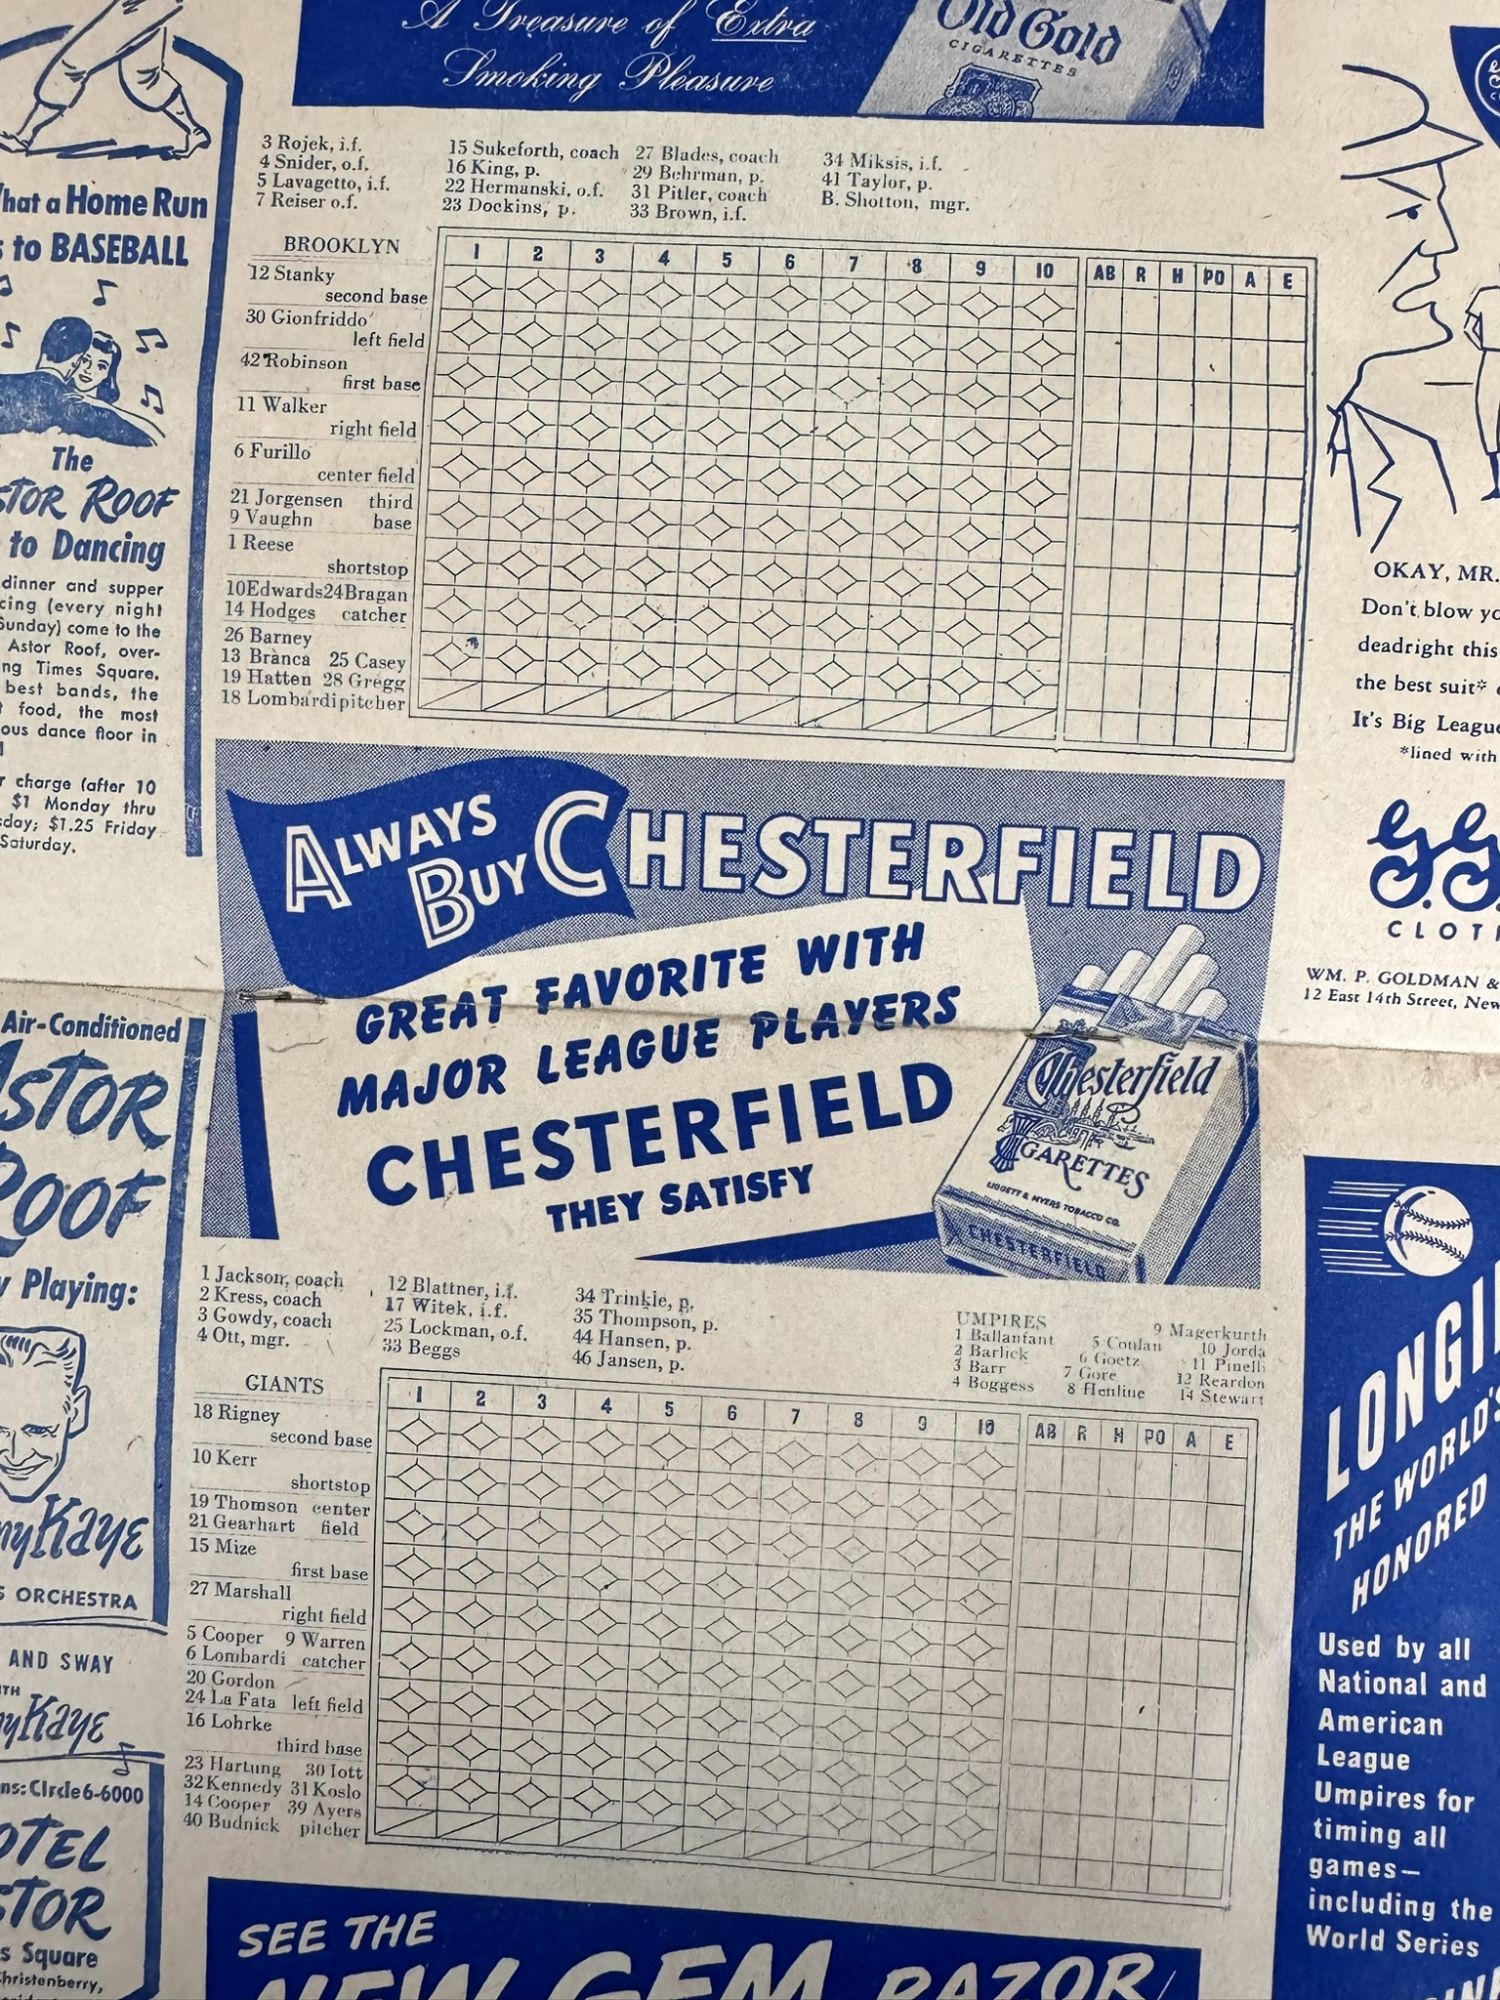 A Treasure of Extra
Smoking Pleasure
Old Gold
CIGARETTES
3 Rojek, i.f.
4 Snider, o.f.
5 Lavagetto, i.f.
7 Reiser o.f.
15 Sukeforth, coach
16 King, p.
22 Hermanski, o.f.
23 Dockins, p.
27 Blades, coach
29 Behrman, p.
31 Pitler, coach
33 Brown, i.f.
34 Miksis, i.f.
41 Taylor, p.
B. Shotton, mgr.
BROOKLYN 1 2 3 4 5 6 7 8 9 10 AB R H PO A E
12 Stanky
second base
30 Gionfriddo
left field
42 Robinson
first base
11 Walker
right field
6 Furillo
center field
21 Jorgensen third
9 Vaughn base
1 Reese
shortstop
10Edwards24Bragan
14 Hodges catcher
26 Barney
13 Branca 25 Casey
19 Hatten 28 Gregg
18 Lombardi pitcher
ALWAYS
BUY CHESTERFIELD
GREAT FAVORITE WITH
MAJOR LEAGUE PLAYERS
CHESTERFIELD
THEY SATISFY
Chesterfield
CIGARETTES
LIGGETT & MYERS TOBACCO CO.
CHESTERFIELD
1 Jackson, coach
2 Kress, coach
3 Gowdy, coach
4 Ott, mgr.
12 Blattner, i.f.
17 Witek, i.f.
25 Lockman, o.f.
33 Beggs
34 Trinkle, p.
35 Thompson, p.
44 Hansen, p.
46 Jansen, p.
UMPIRES
1 Ballanfant
2 Barlick
3 Barr
4 Boggess
5 Conlan
6 Goetz
7 Gore
8 Henline
9 Magerkurth
10 Jorda
11 Pinelli
12 Reardon
14 Stewart
GIANTS 1 2 3 4 5 6 7 8 9 10 AB R H PO A E
18 Rigney
second base
10 Kerr
shortstop
19 Thomson center
21 Gearhart field
15 Mize
first base
27 Marshall
right field
5 Cooper 9 Warren
6 Lombardi catcher
20 Gordon
24 La Fata left field
16 Lohrke
third base
23 Hartung 30 Iott
32 Kennedy 31 Koslo
14 Cooper 39 Ayers
40 Budnick pitcher
SEE THE
NEW GEM RAZOR
hat a Home Run
s to BASEBALL
The
STOR ROOF
to Dancing
dinner and supper
cing (every night
Sunday) come to the
Astor Roof, over-
ng Times Square.
best bands, the
t food, the most
ous dance floor in
r charge (after 10
$1 Monday thru
sday; $1.25 Friday
Saturday.
Air-Conditioned
ASTOR
ROOF
Playing:
ny Kaye
S ORCHESTRA
AND SWAY
TH
ny Kaye
ns: CIrcle 6-6000
OTEL
STOR
s Square
Christenberry,
OKAY, MR.
Don't blow yo
deadright this
the best suit*
It's Big League
*lined with
G.G.
CLOTH
WM. P. GOLDMAN &
12 East 14th Street, New
LONGI
THE WORLD'S
HONORED
Used by all
National and
American
League
Umpires for
timing all
games—
including the
World Series